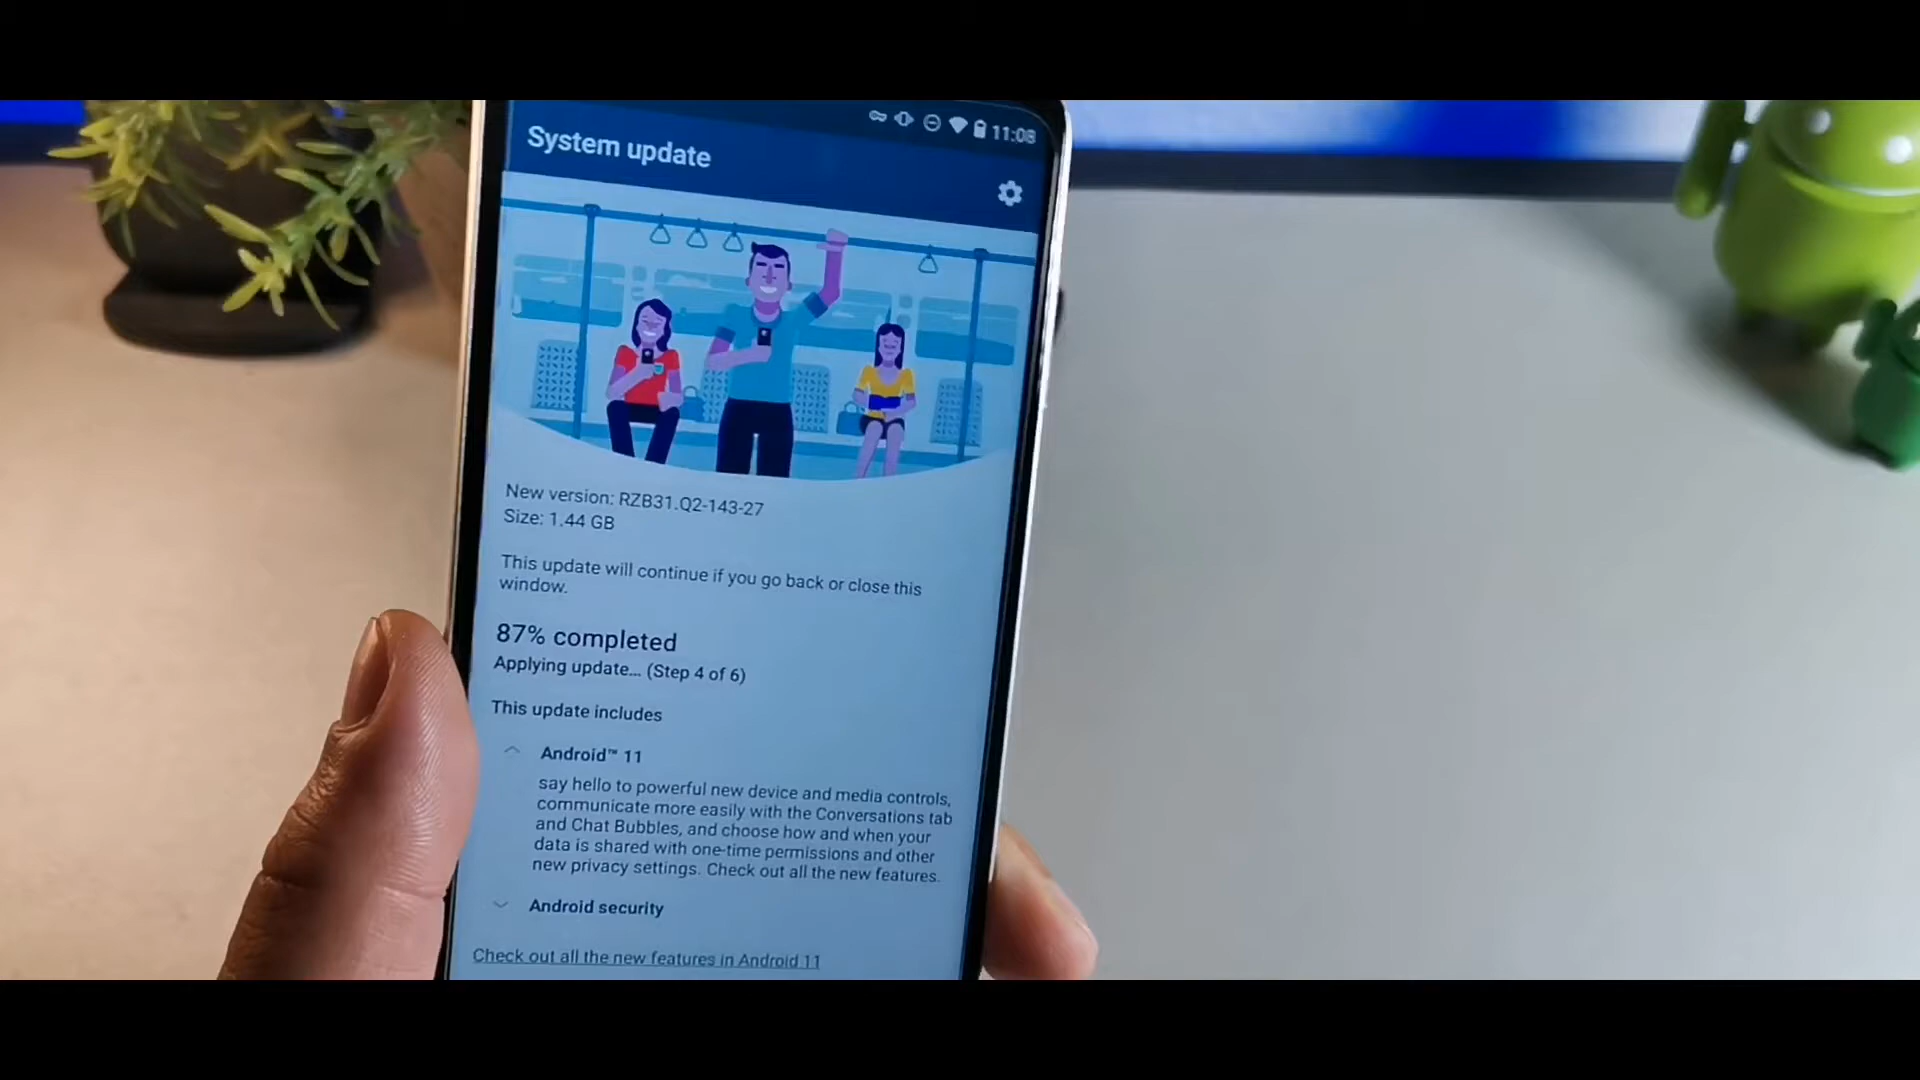 11:08
System update
New version: RZB31.Q2-143-27
Size: 1.44 GB
This update will continue if you go back or close this
window.
87% completed
Applying update... (Step 4 of 6)
This update includes
Android™ 11
say hello to powerful new device and media controls,
communicate more easily with the Conversations tab
and Chat Bubbles, and choose how and when your
data is shared with one-time permissions and other
new privacy settings. Check out all the new features.
Android security
Check out all the new features in Android 11